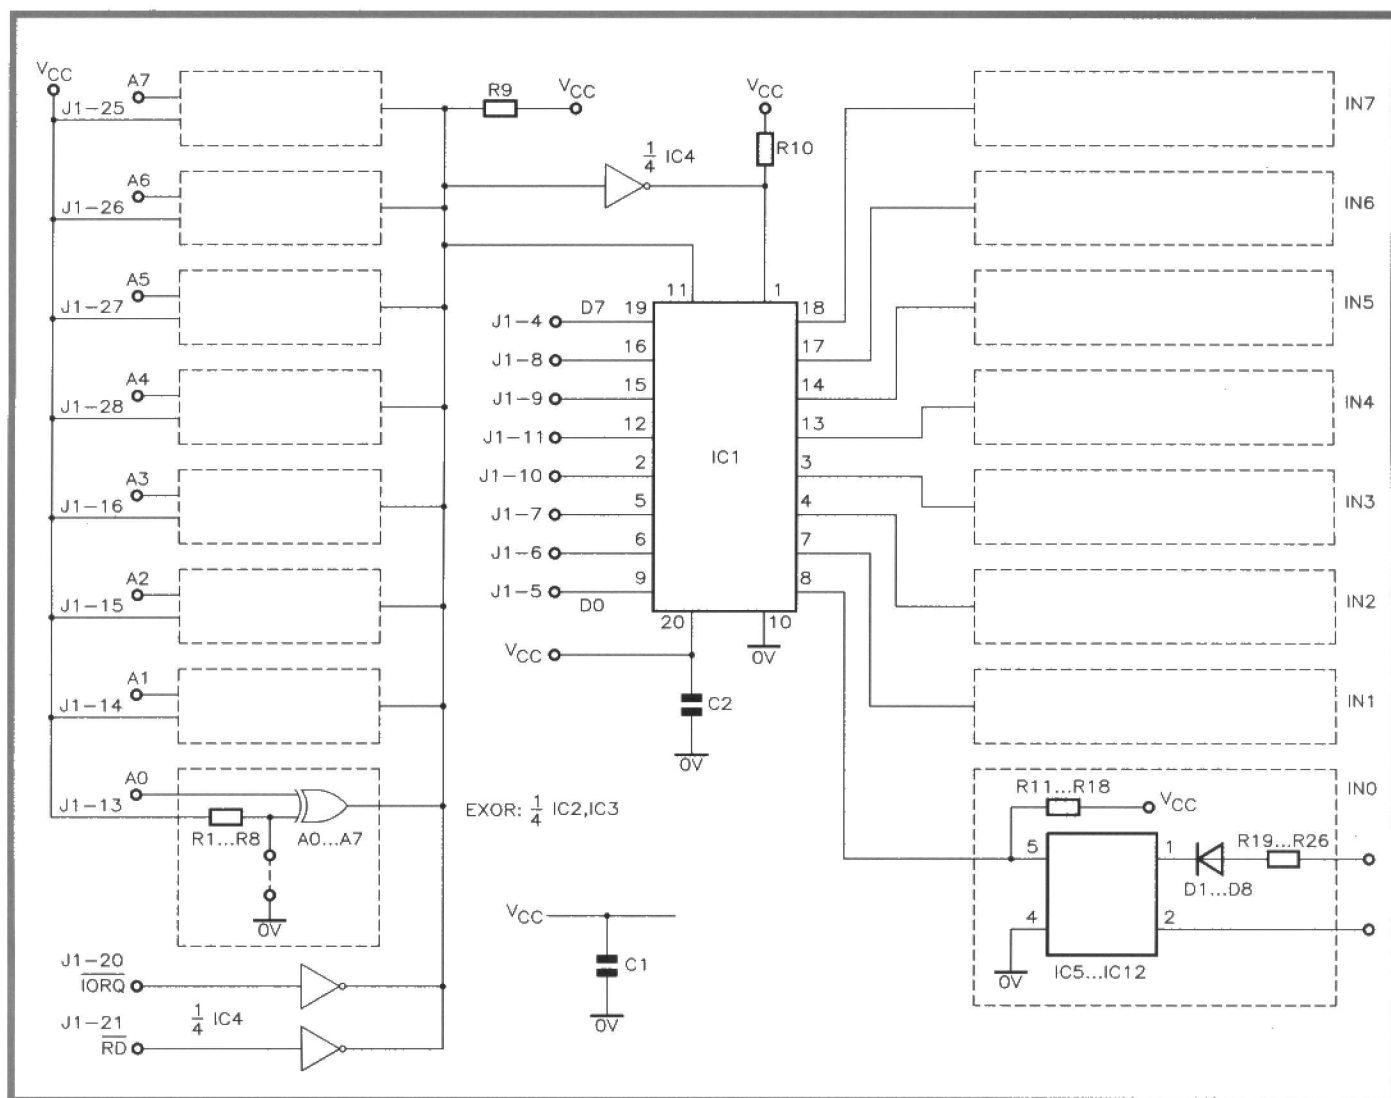 VCC
A7
J1-25
A6
J1-26
A5
J1-27
A4
J1-28
A3
J1-16
A2
J1-15
A1
J1-14
A0
J1-13
R1...R8
A0...A7
0V
J1-20
IORQ
1/4 IC4
J1-21
RD
R9
VCC
1/4 IC4
VCC
R10
11 1
J1-4 D7 19 18
J1-8 16 17
J1-9 15 14
J1-11 12 13
IC1
J1-10 2 3
J1-7 5 4
J1-6 6 7
J1-5 D0 9 8
20 10
VCC
0V
C2
0V
EXOR: 1/4 IC2,IC3
VCC
C1
0V
IN7
IN6
IN5
IN4
IN3
IN2
IN1
IN0
R11...R18
VCC
5 1
R19...R26
D1...D8
4 2
0V
IC5...IC12